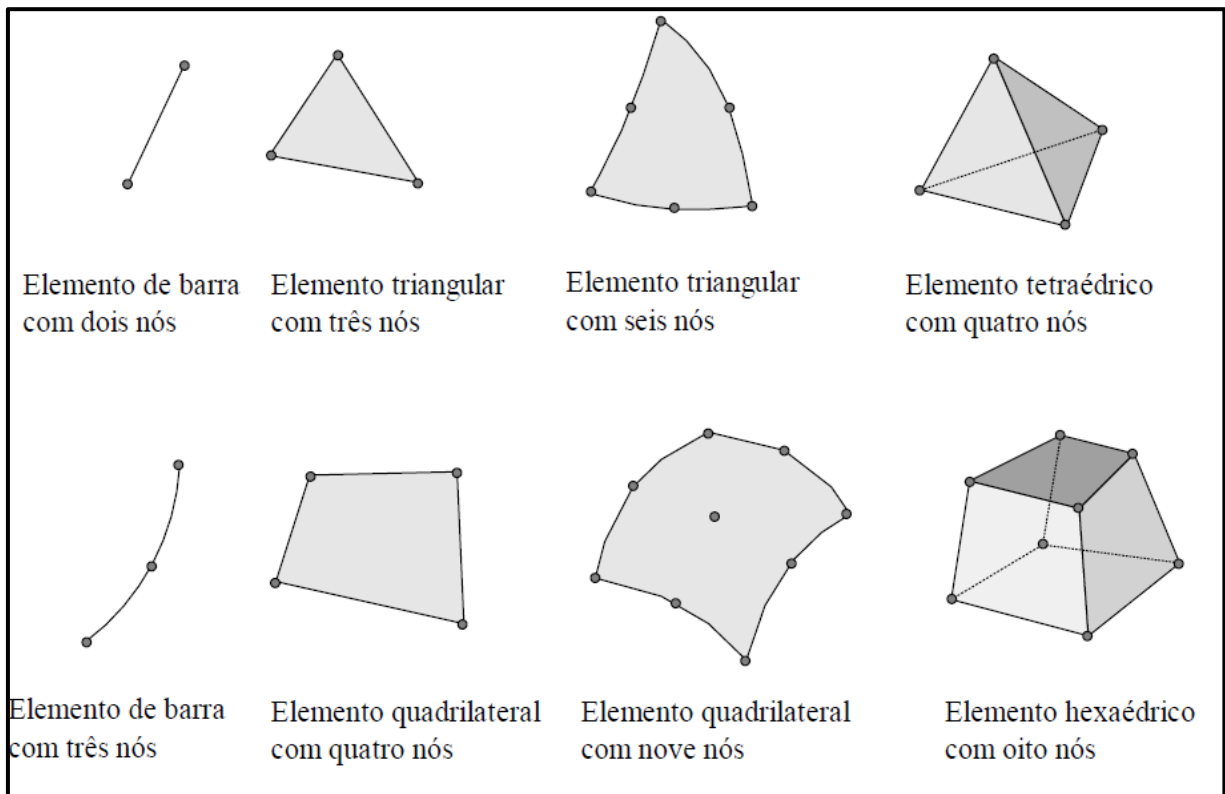 Elemento de barra
com dois nós
Elemento triangular
com três nós
Elemento triangular
com seis nós
Elemento tetraédrico
com quatro nós
Elemento de barra
com três nós
Elemento quadrilateral
com quatro nós
Elemento quadrilateral
com nove nós
Elemento hexaédrico
com oito nós